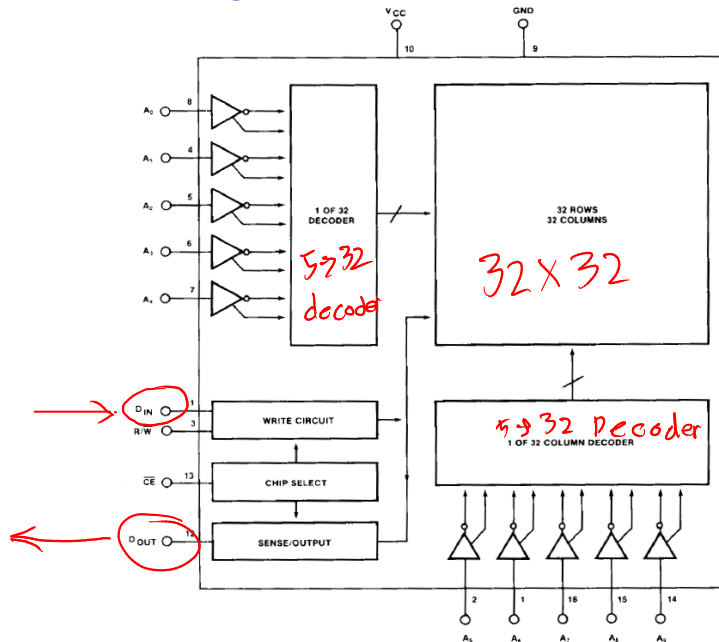 VCC
GND
10
9
A0
8
A1
4
A2
5
A3
6
A4
7
1 OF 32
DECODER
5→32
decoder
32 ROWS
32 COLUMNS
32 X 32
DIN
1
R/W
3
WRITE CIRCUIT
CE
13
CHIP SELECT
DOUT
12
SENSE/OUTPUT
5→32 Decoder
1 OF 32 COLUMN DECODER
2
1
16
15
14
A5
A6
A7
A8
A9